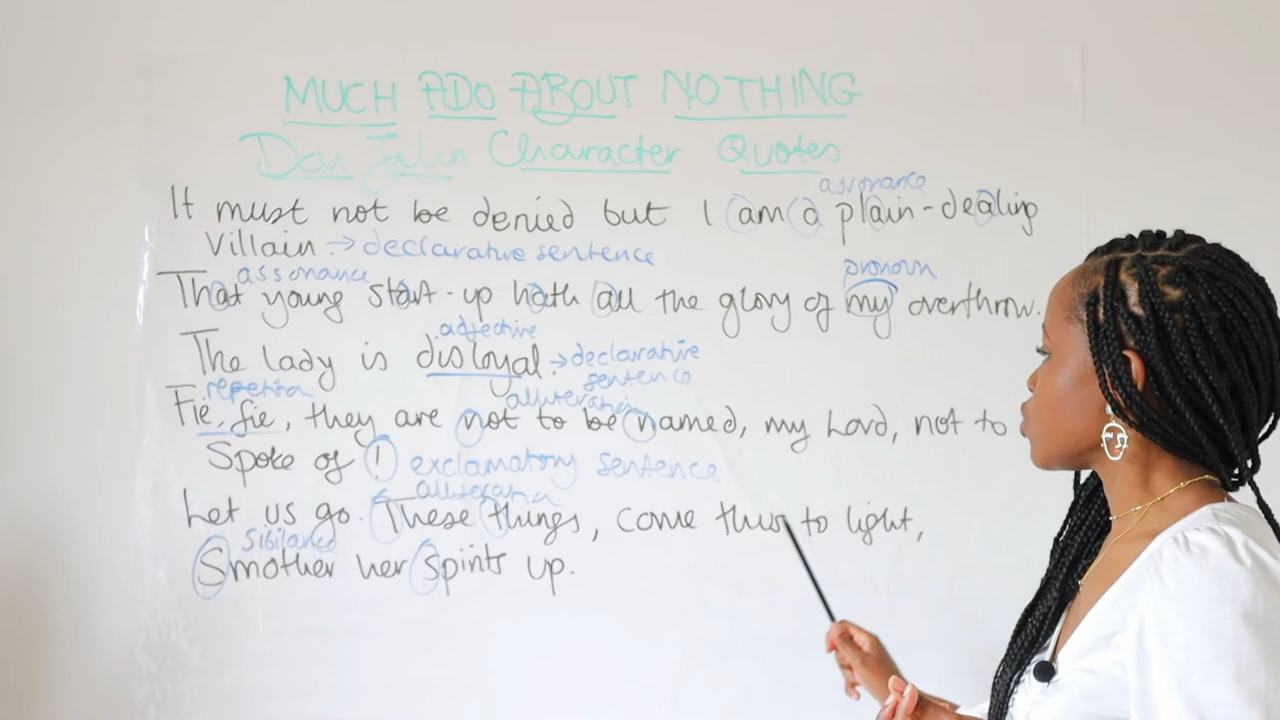 MUCH ADO ABOUT NOTHING
Don John Character Quotes
assonance
It must not be denied but I am a plain-dealing
Villain → declarative sentence
assonance pronoun
That young start-up hath all the glory of my overthrow.
adjective
The lady is disloyal. → declarative
sentence
repetition alliteration
Fie, fie, they are not to be named, my Lord, not to
Spoke of! exclamatory sentence
alliteration
Let us go. These things, come thus to light,
Sibilance
Smother her spirits up.